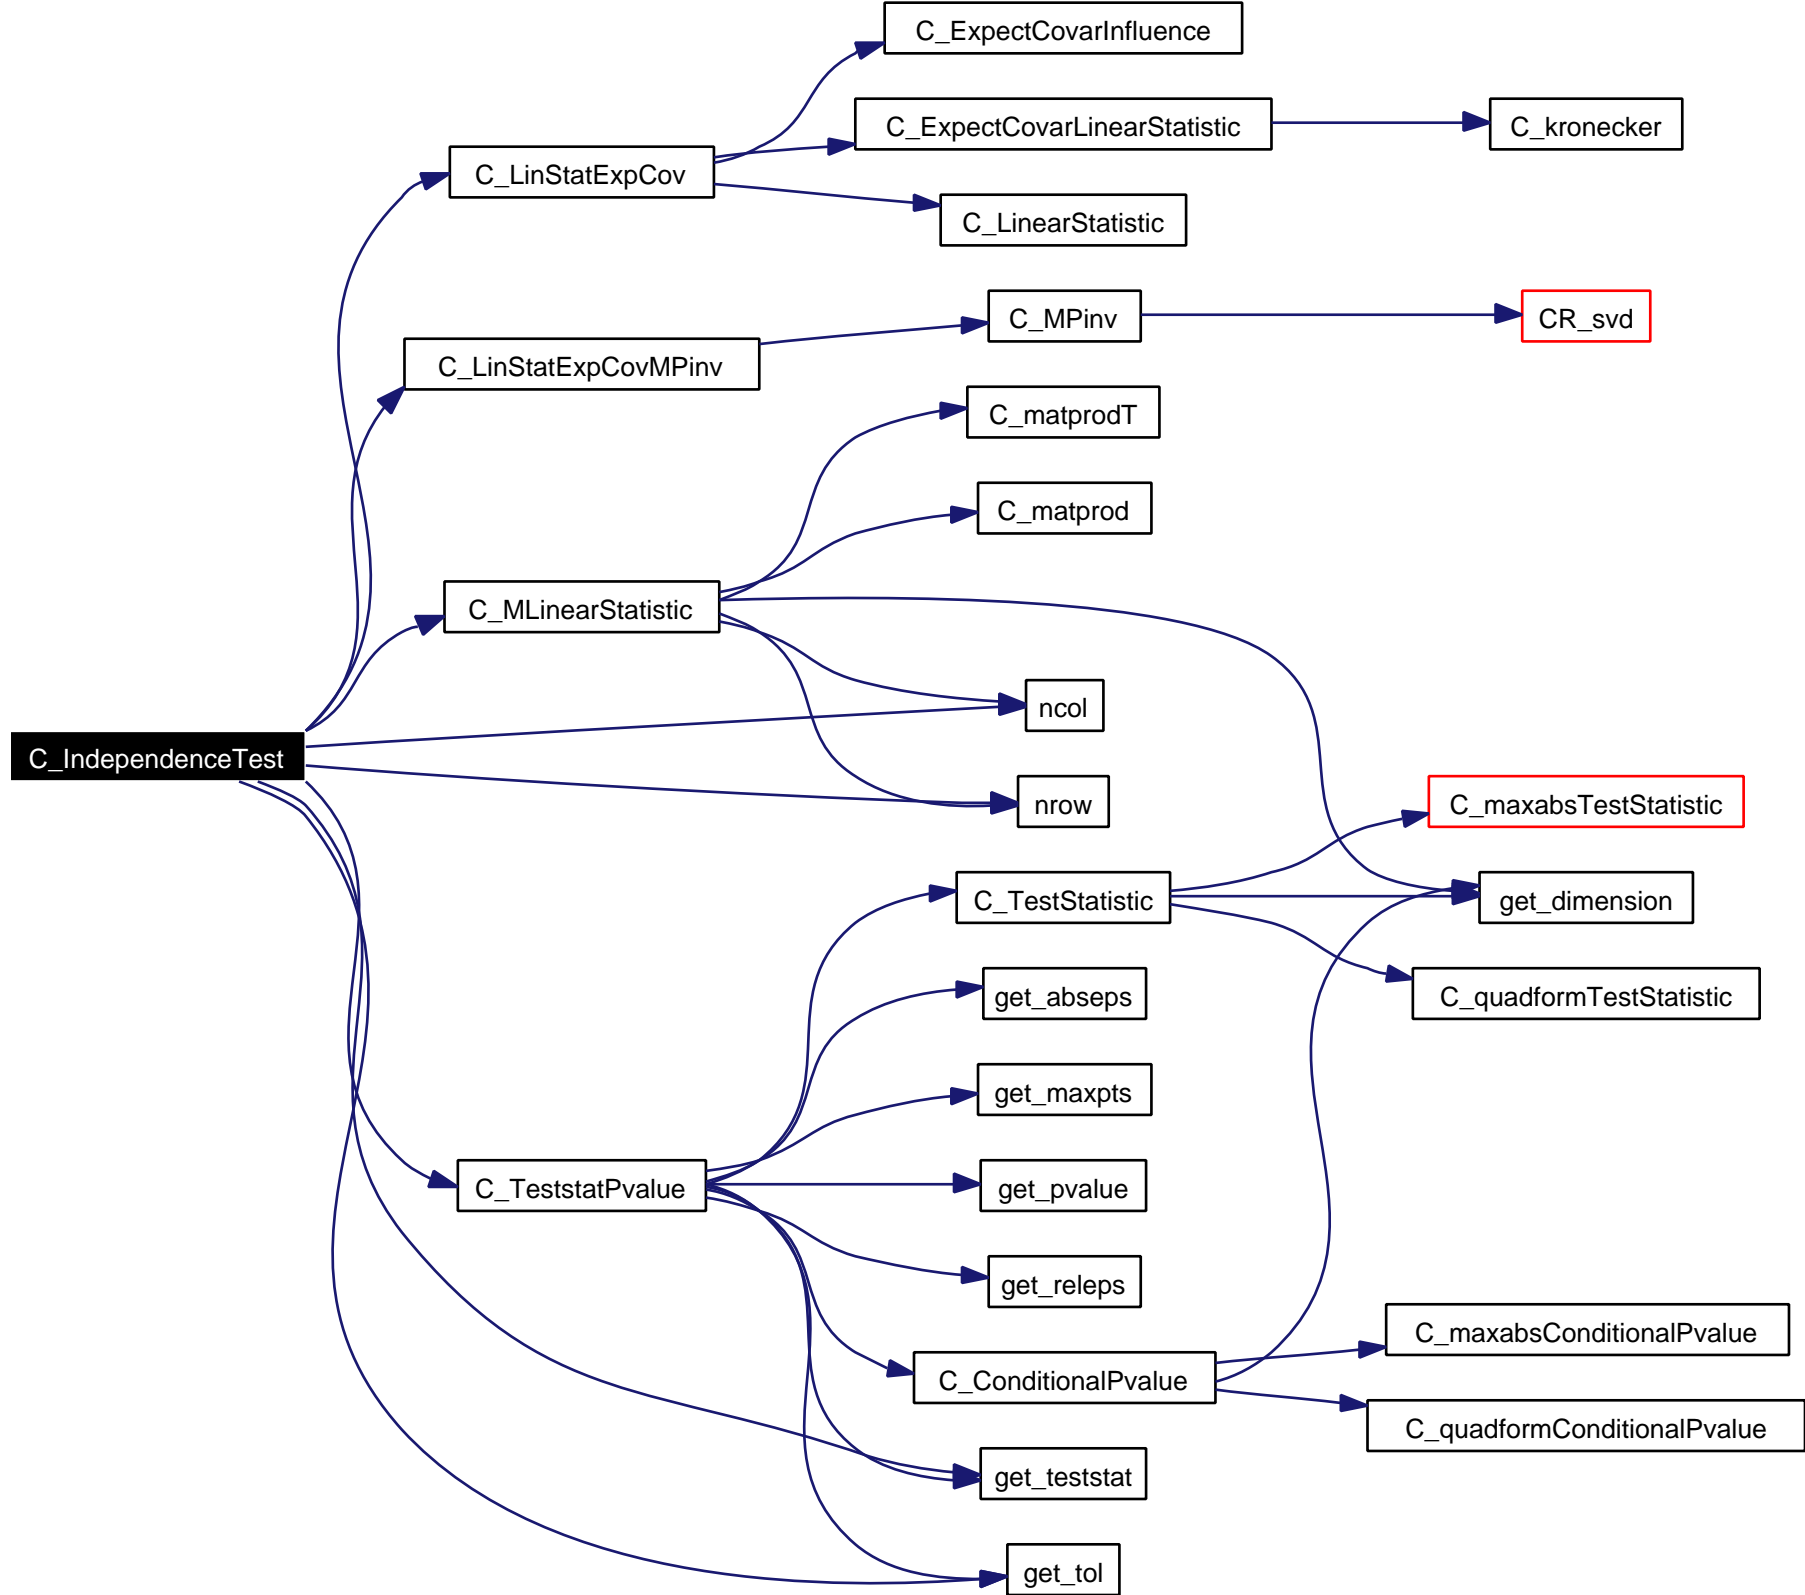 C_ExpectCovarInfluence
C_ExpectCovarLinearStatistic
C_kronecker
C_LinStatExpCov
C_LinearStatistic
C_MPinv
CR_svd
C_LinStatExpCovMPinv
C_matprodT
C_matprod
C_MLinearStatistic
ncol
C_IndependenceTest
nrow
C_maxabsTestStatistic
C_TestStatistic
get_dimension
get_abseps
C_quadformTestStatistic
get_maxpts
C_TeststatPvalue
get_pvalue
get_releps
C_maxabsConditionalPvalue
C_ConditionalPvalue
C_quadformConditionalPvalue
get_teststat
get_tol